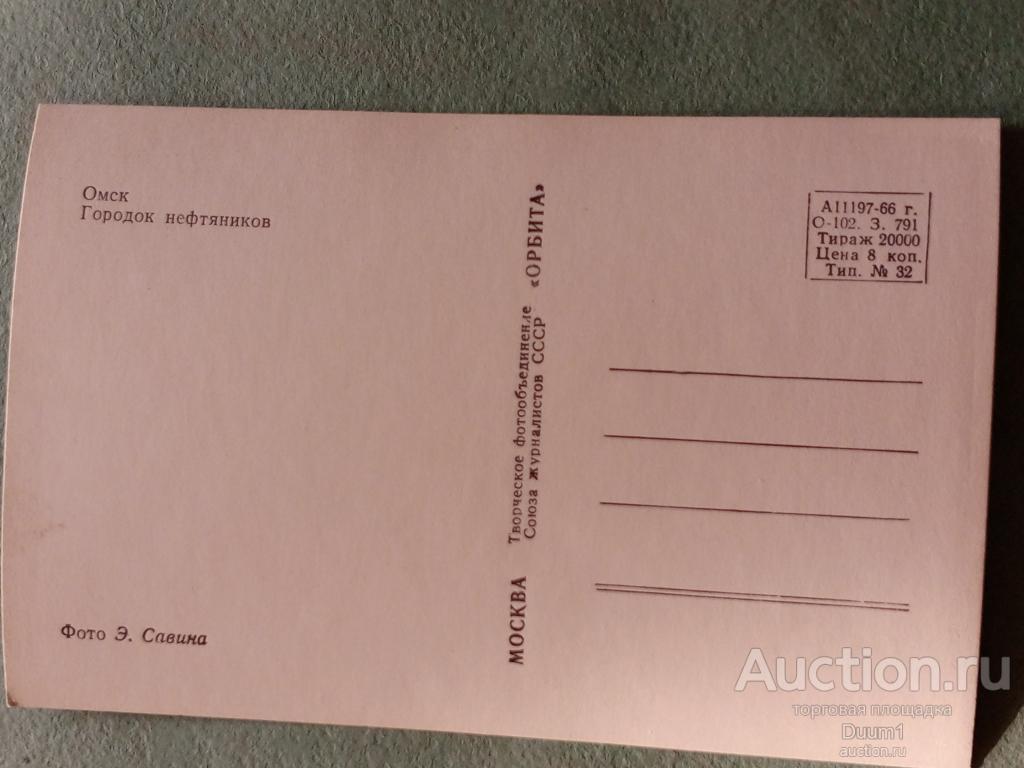 Омск
Городок нефтяников
Фото Э. Савина
МОСКВА
Творческое фотообъединение
Союза журналистов СССР
«ОРБИТА»
А11197-66 г.
О-102. З. 791
Тираж 20000
Цена 8 коп.
Тип. № 32
Auction.ru
торговая площадка
Duum1
auction.ru